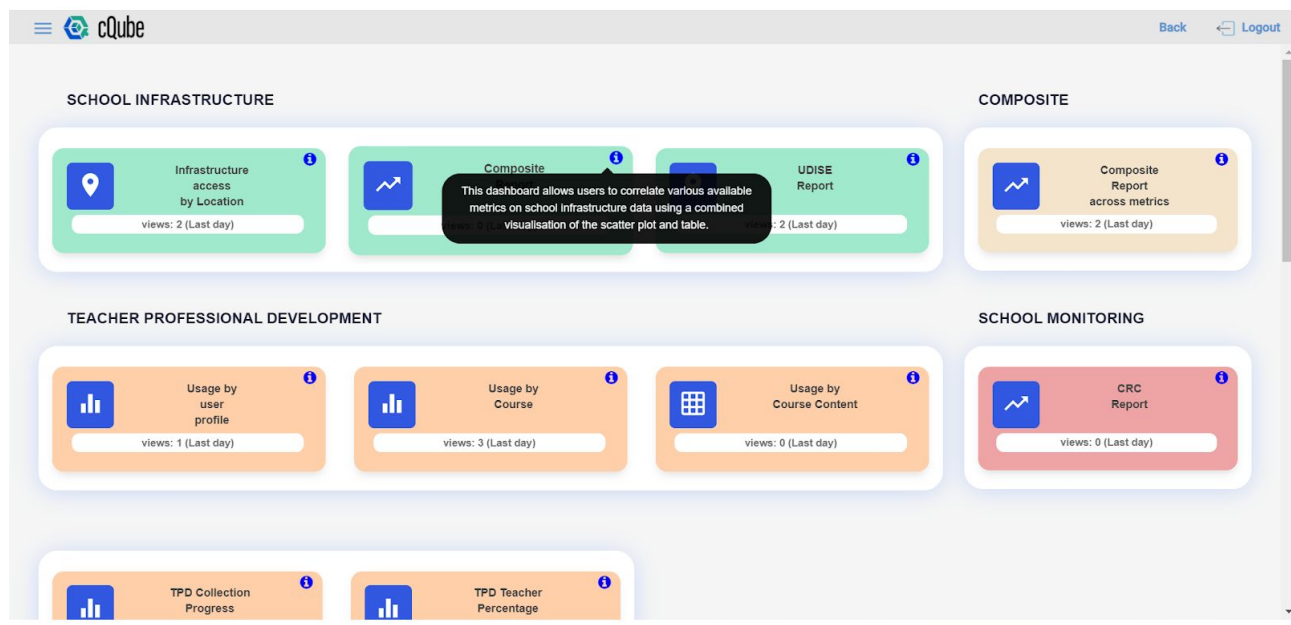 cQube
Back
Logout
SCHOOL INFRASTRUCTURE
COMPOSITE
Infrastructure
access
by Location
views: 2 (Last day)
Composite
This dashboard allows users to correlate various available
metrics on school infrastructure data using a combined
visualisation of the scatter plot and table.
UDISE
Report
: 2 (Last day)
Composite
Report
across metrics
views: 2 (Last day)
TEACHER PROFESSIONAL DEVELOPMENT
SCHOOL MONITORING
Usage by
user
profile
views: 1 (Last day)
Usage by
Course
views: 3 (Last day)
Usage by
Course Content
views: 0 (Last day)
CRC
Report
views: 0 (Last day)
TPD Collection
Progress
TPD Teacher
Percentage